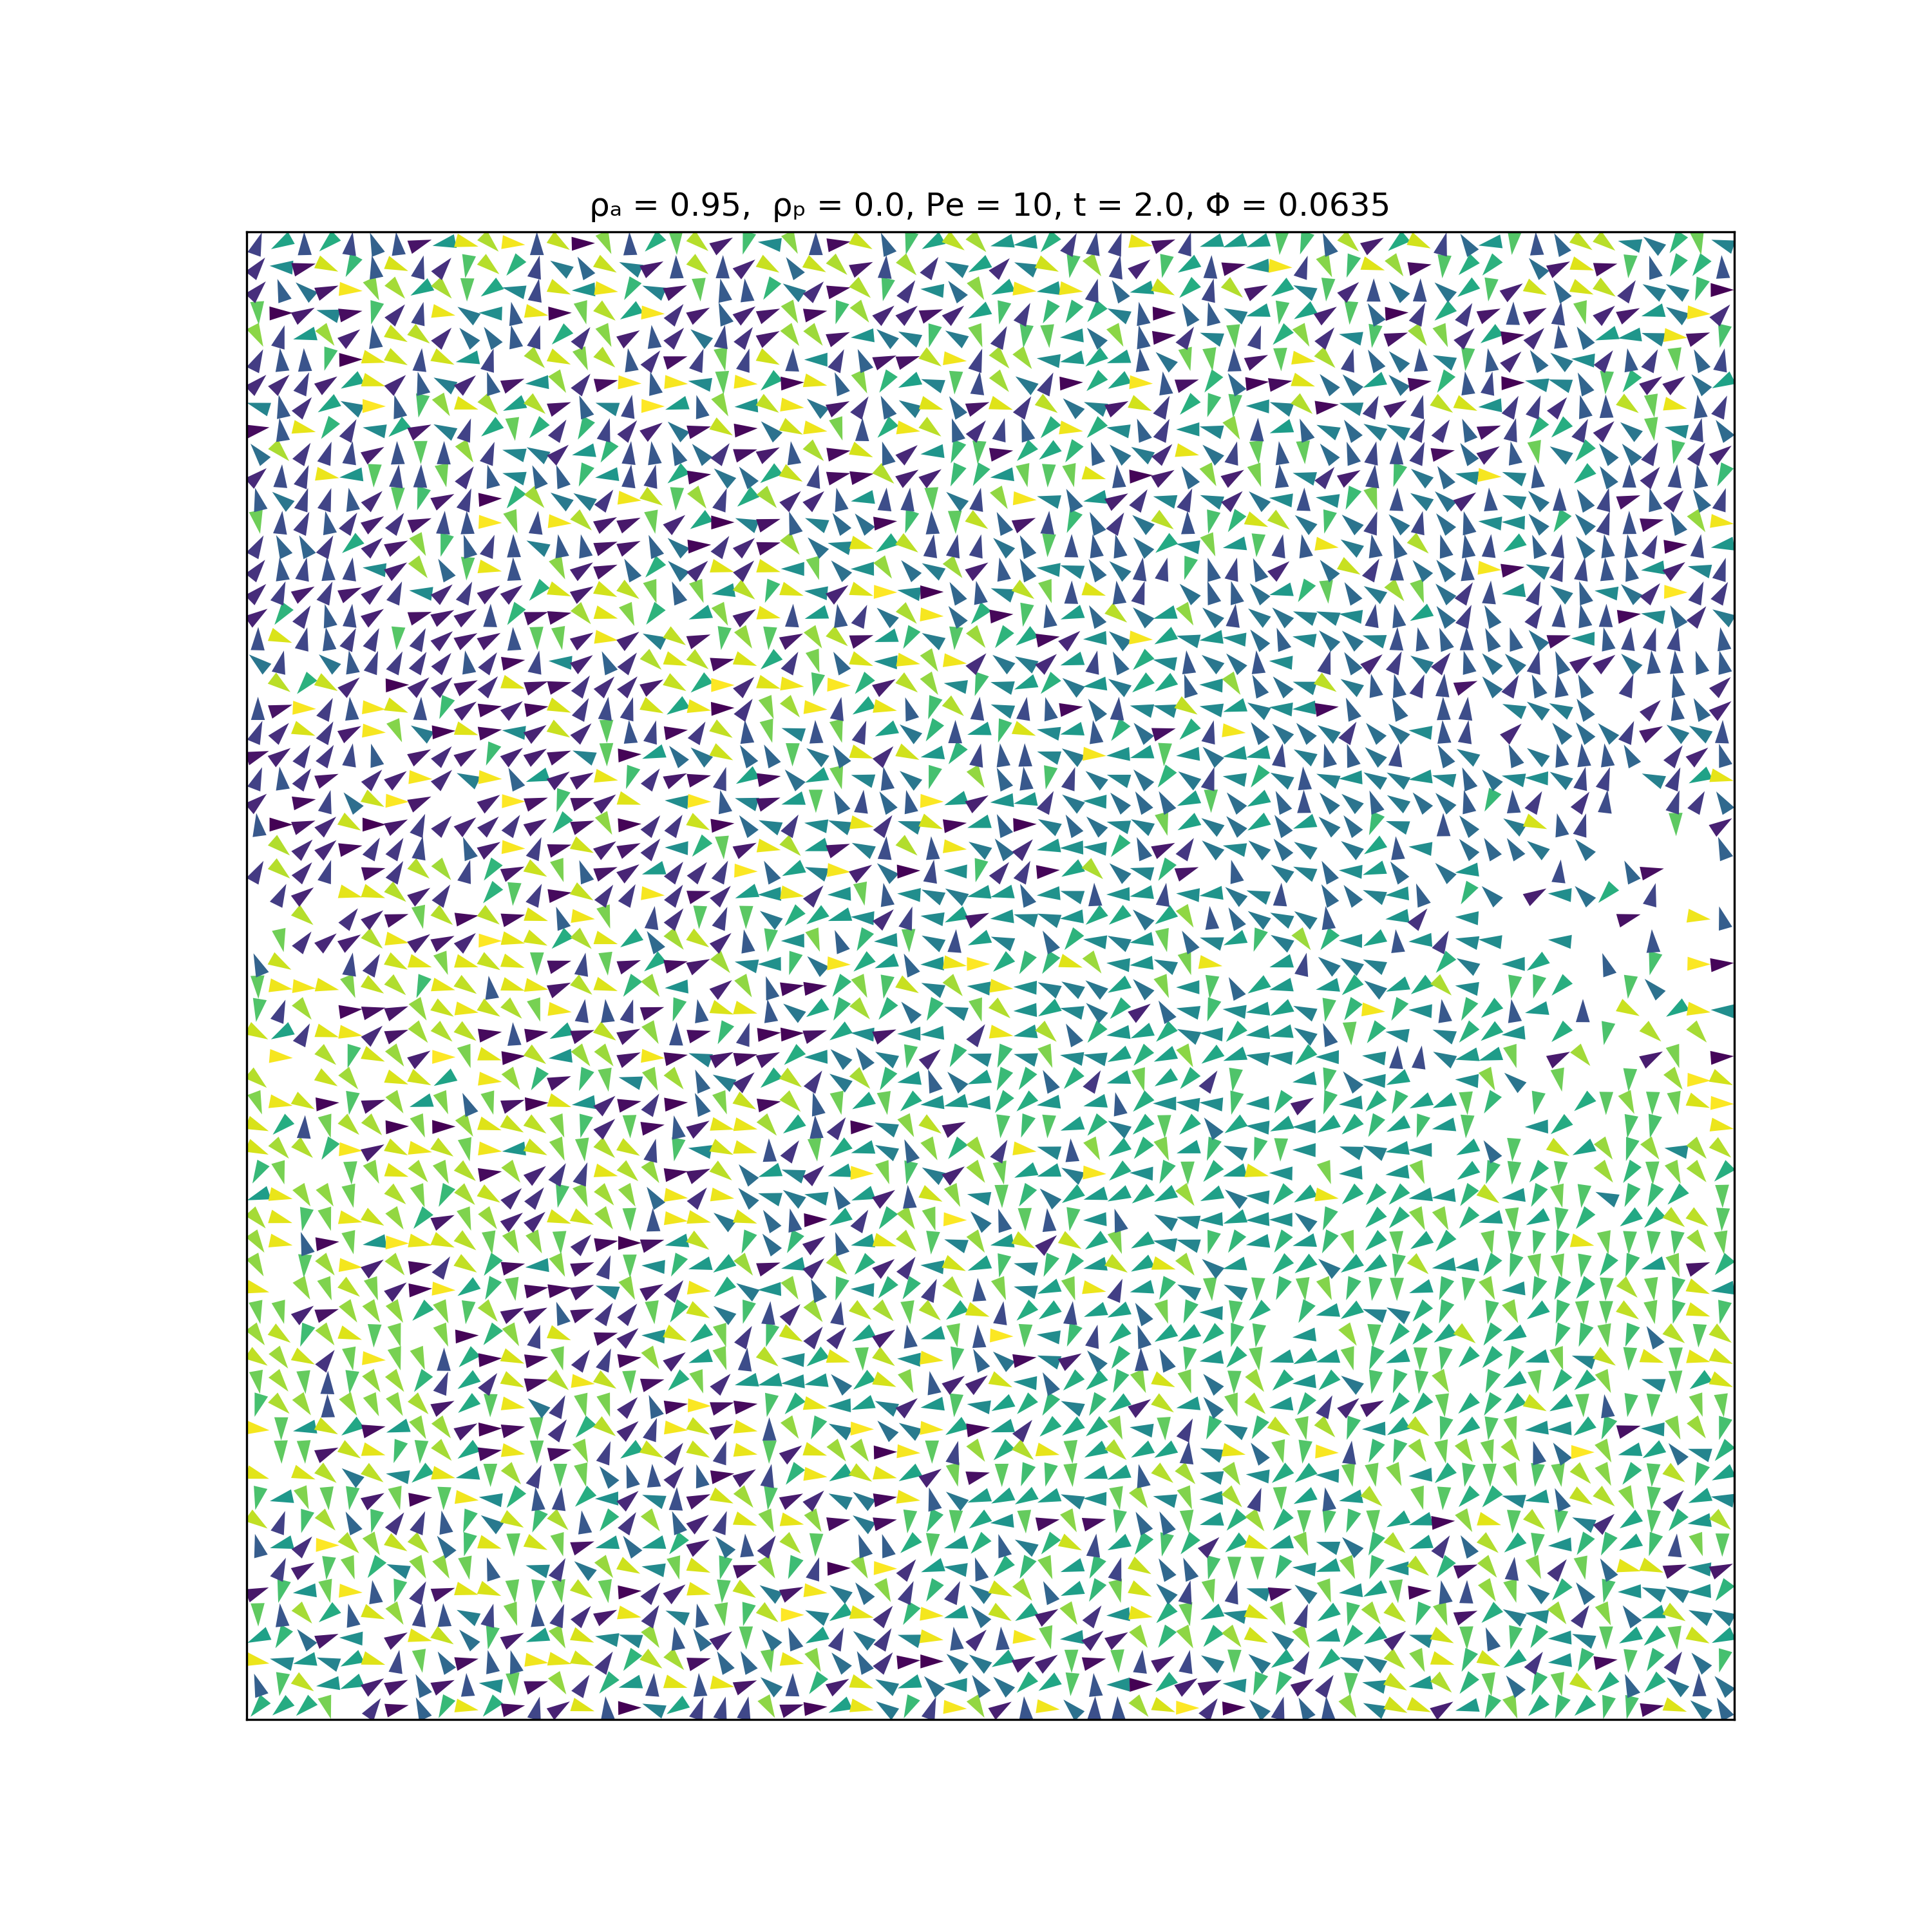 ρₐ = 0.95,  ρₚ = 0.0, Pe = 10, t = 2.0, Φ = 0.0635